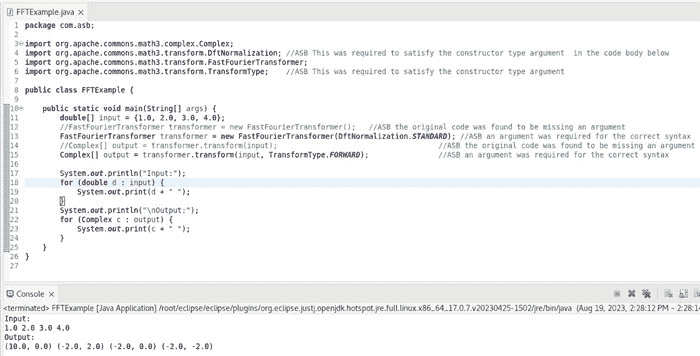 FFTExample.java
1 package com.asb;
2
3 import org.apache.commons.math3.complex.Complex;
4 import org.apache.commons.math3.transform.DftNormalization; //ASB This was required to satisfy the constructor type argument in the code body below
5 import org.apache.commons.math3.transform.FastFourierTransformer;
6 import org.apache.commons.math3.transform.TransformType; //ASB This was required to satisfy the constructor type argument
7
8 public class FFTExample {
9
10 public static void main(String[] args) {
11 double[] input = {1.0, 2.0, 3.0, 4.0};
12 //FastFourierTransformer transformer = new FastFourierTransformer(); //ASB the original code was found to be missing an argument
13 FastFourierTransformer transformer = new FastFourierTransformer(DftNormalization.STANDARD); //ASB an argument was required for the correct syntax
14 //Complex[] output = transformer.transform(input); //ASB the original code was found to be missing an argument
15 Complex[] output = transformer.transform(input, TransformType.FORWARD); //ASB an argument was required for the correct syntax
16
17 System.out.println("Input:");
18 for (double d : input) {
19 System.out.print(d + " ");
20 }
21 System.out.println("\nOutput:");
22 for (Complex c : output) {
23 System.out.print(c + " ");
24 }
25 }
26 }
27
Console
<terminated> FFTExample [Java Application] /root/eclipse/eclipse/plugins/org.eclipse.justj.openjdk.hotspot.jre.full.linux.x86_64_17.0.7.v20230425-1502/jre/bin/java (Aug 19, 2023, 2:28:12 PM – 2:28:14
Input:
1.0 2.0 3.0 4.0
Output:
(10.0, 0.0) (-2.0, 2.0) (-2.0, 0.0) (-2.0, -2.0)